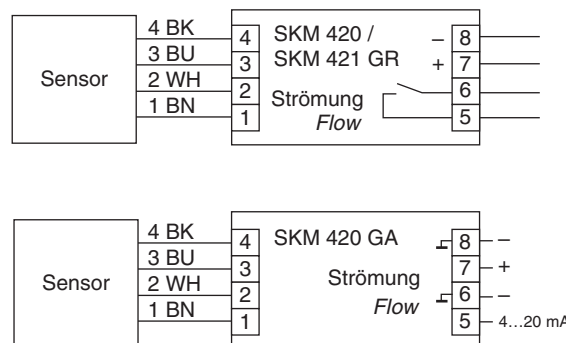 4 BK
3 BU
2 WH
1 BN
Sensor
4
3
2
1
SKM 420 /
SKM 421 GR
Strömung
Flow
– 8
+ 7
6
5
4 BK
3 BU
2 WH
1 BN
Sensor
4
3
2
1
SKM 420 GA
Strömung
Flow
8 –
7 +
6 –
5 4…20 mA